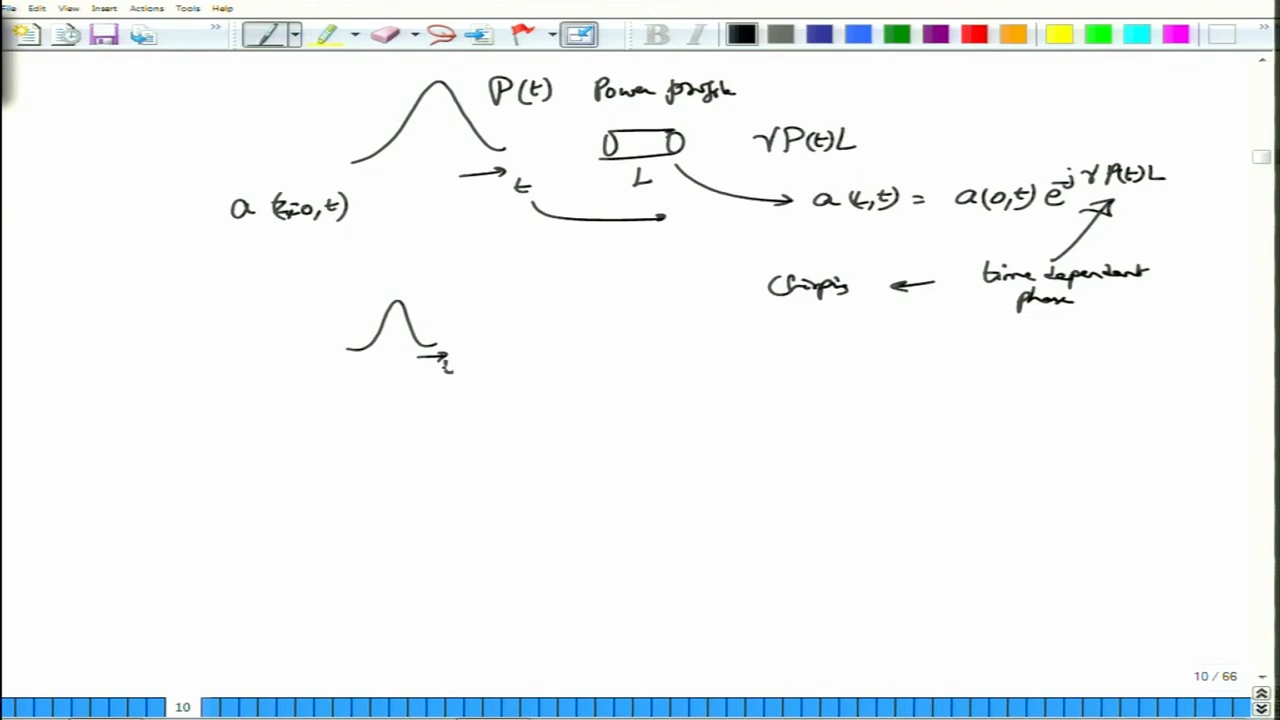 File Edit View Insert Actions Tools Help
B I
P(t) Power profile
γP(t)L
L
t
a(z=0,t)
a(L,t) = a(0,t) e^-jγP(t)L
Chirping ← time dependent
phase
t
10 / 66
10